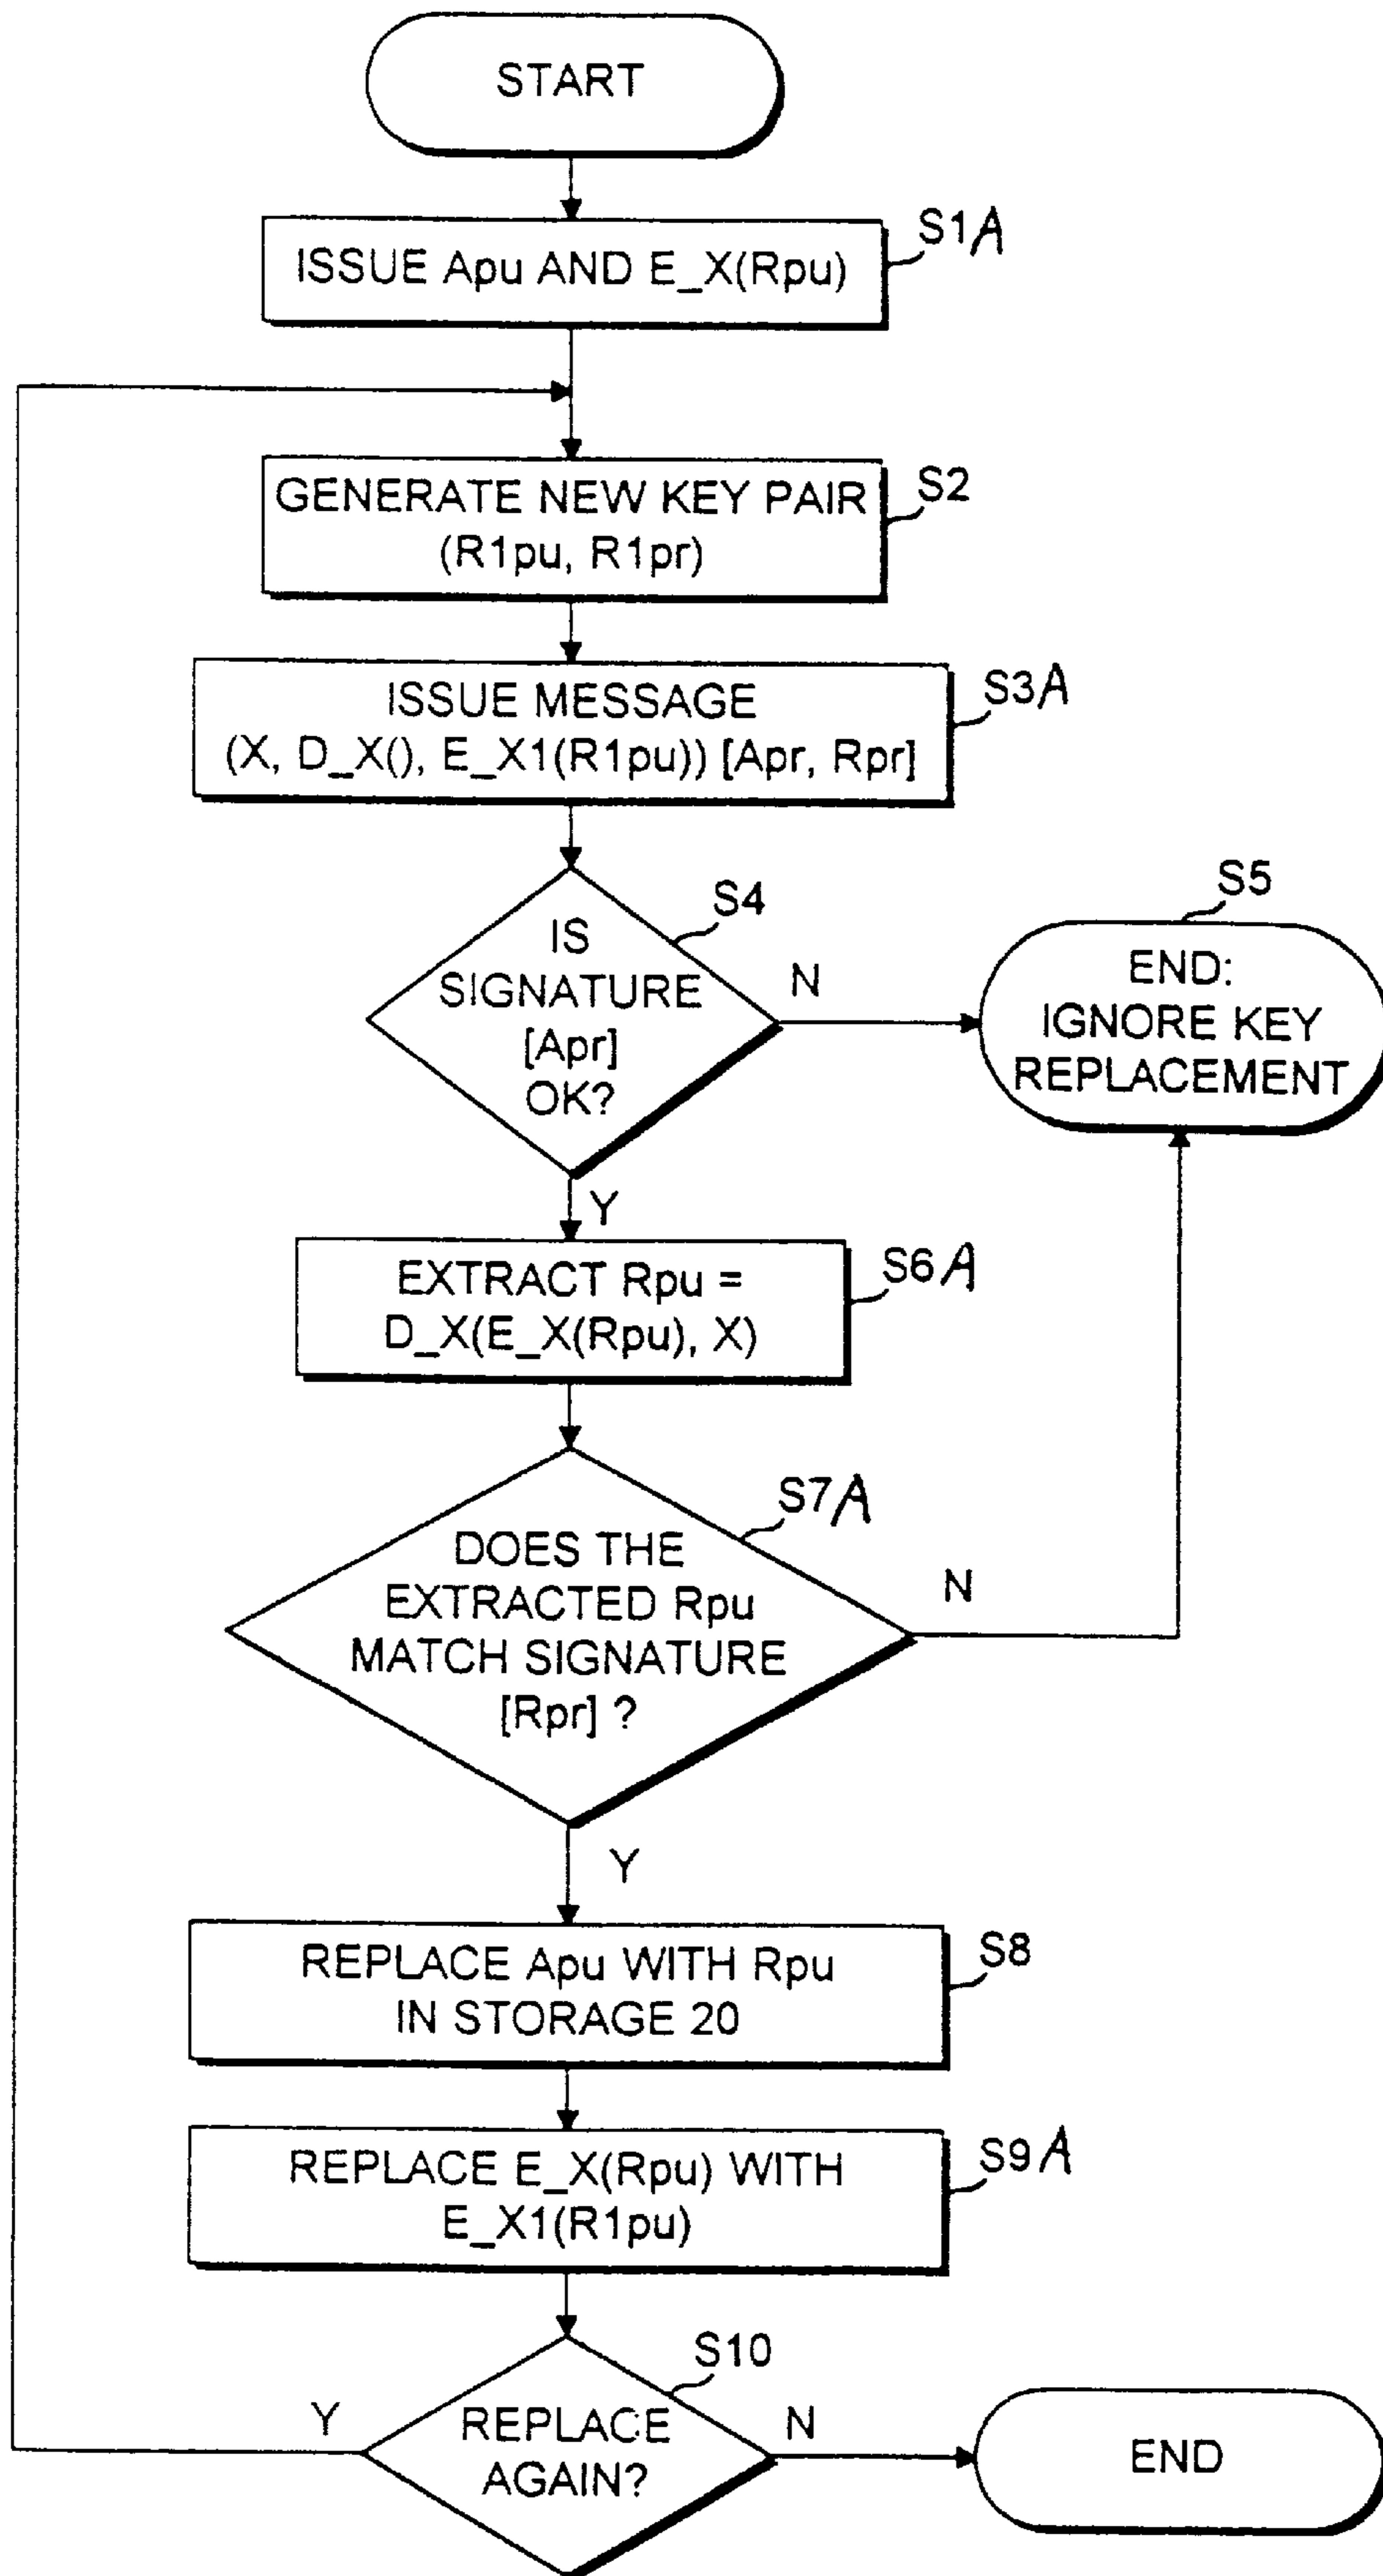 START
S1A
ISSUE Apu AND E_X(Rpu)
S2
GENERATE NEW KEY PAIR
(R1pu, R1pr)
S3A
ISSUE MESSAGE
(X, D_X(), E_X1(R1pu)) [Apr, Rpr]
S4
IS
SIGNATURE
[Apr]
OK?
N
S5
END:
IGNORE KEY
REPLACEMENT
Y
S6A
EXTRACT Rpu =
D_X(E_X(Rpu), X)
S7A
DOES THE
EXTRACTED Rpu
MATCH SIGNATURE
[Rpr] ?
N
Y
S8
REPLACE Apu WITH Rpu
IN STORAGE 20
S9A
REPLACE E_X(Rpu) WITH
E_X1(R1pu)
S10
Y
REPLACE
AGAIN?
N
END